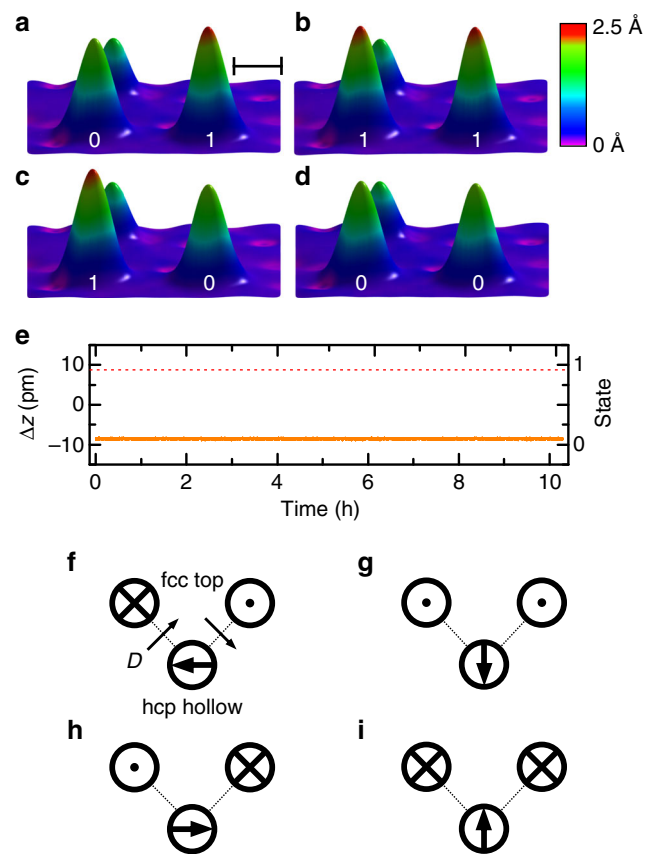 a
b
2.5 Å
0 Å
0 1
1 1
c
d
1 0
0 0
e
10
0
–10
Δz (pm)
1
0
State
0 2 4 6 8 10
Time (h)
f
fcc top
g
D
hcp hollow
h
i